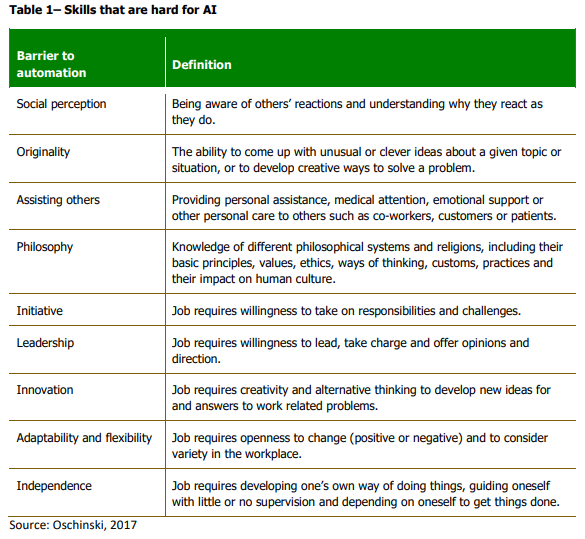 Table 1– Skills that are hard for AI
Barrier to
automation
Definition
Social perception
Being aware of others’ reactions and understanding why they react as
they do.
Originality
The ability to come up with unusual or clever ideas about a given topic or
situation, or to develop creative ways to solve a problem.
Assisting others
Providing personal assistance, medical attention, emotional support or
other personal care to others such as co-workers, customers or patients.
Philosophy
Knowledge of different philosophical systems and religions, including their
basic principles, values, ethics, ways of thinking, customs, practices and
their impact on human culture.
Initiative
Job requires willingness to take on responsibilities and challenges.
Leadership
Job requires willingness to lead, take charge and offer opinions and
direction.
Innovation
Job requires creativity and alternative thinking to develop new ideas for
and answers to work related problems.
Adaptability and flexibility
Job requires openness to change (positive or negative) and to consider
variety in the workplace.
Independence
Job requires developing one’s own way of doing things, guiding oneself
with little or no supervision and depending on oneself to get things done.
Source: Oschinski, 2017